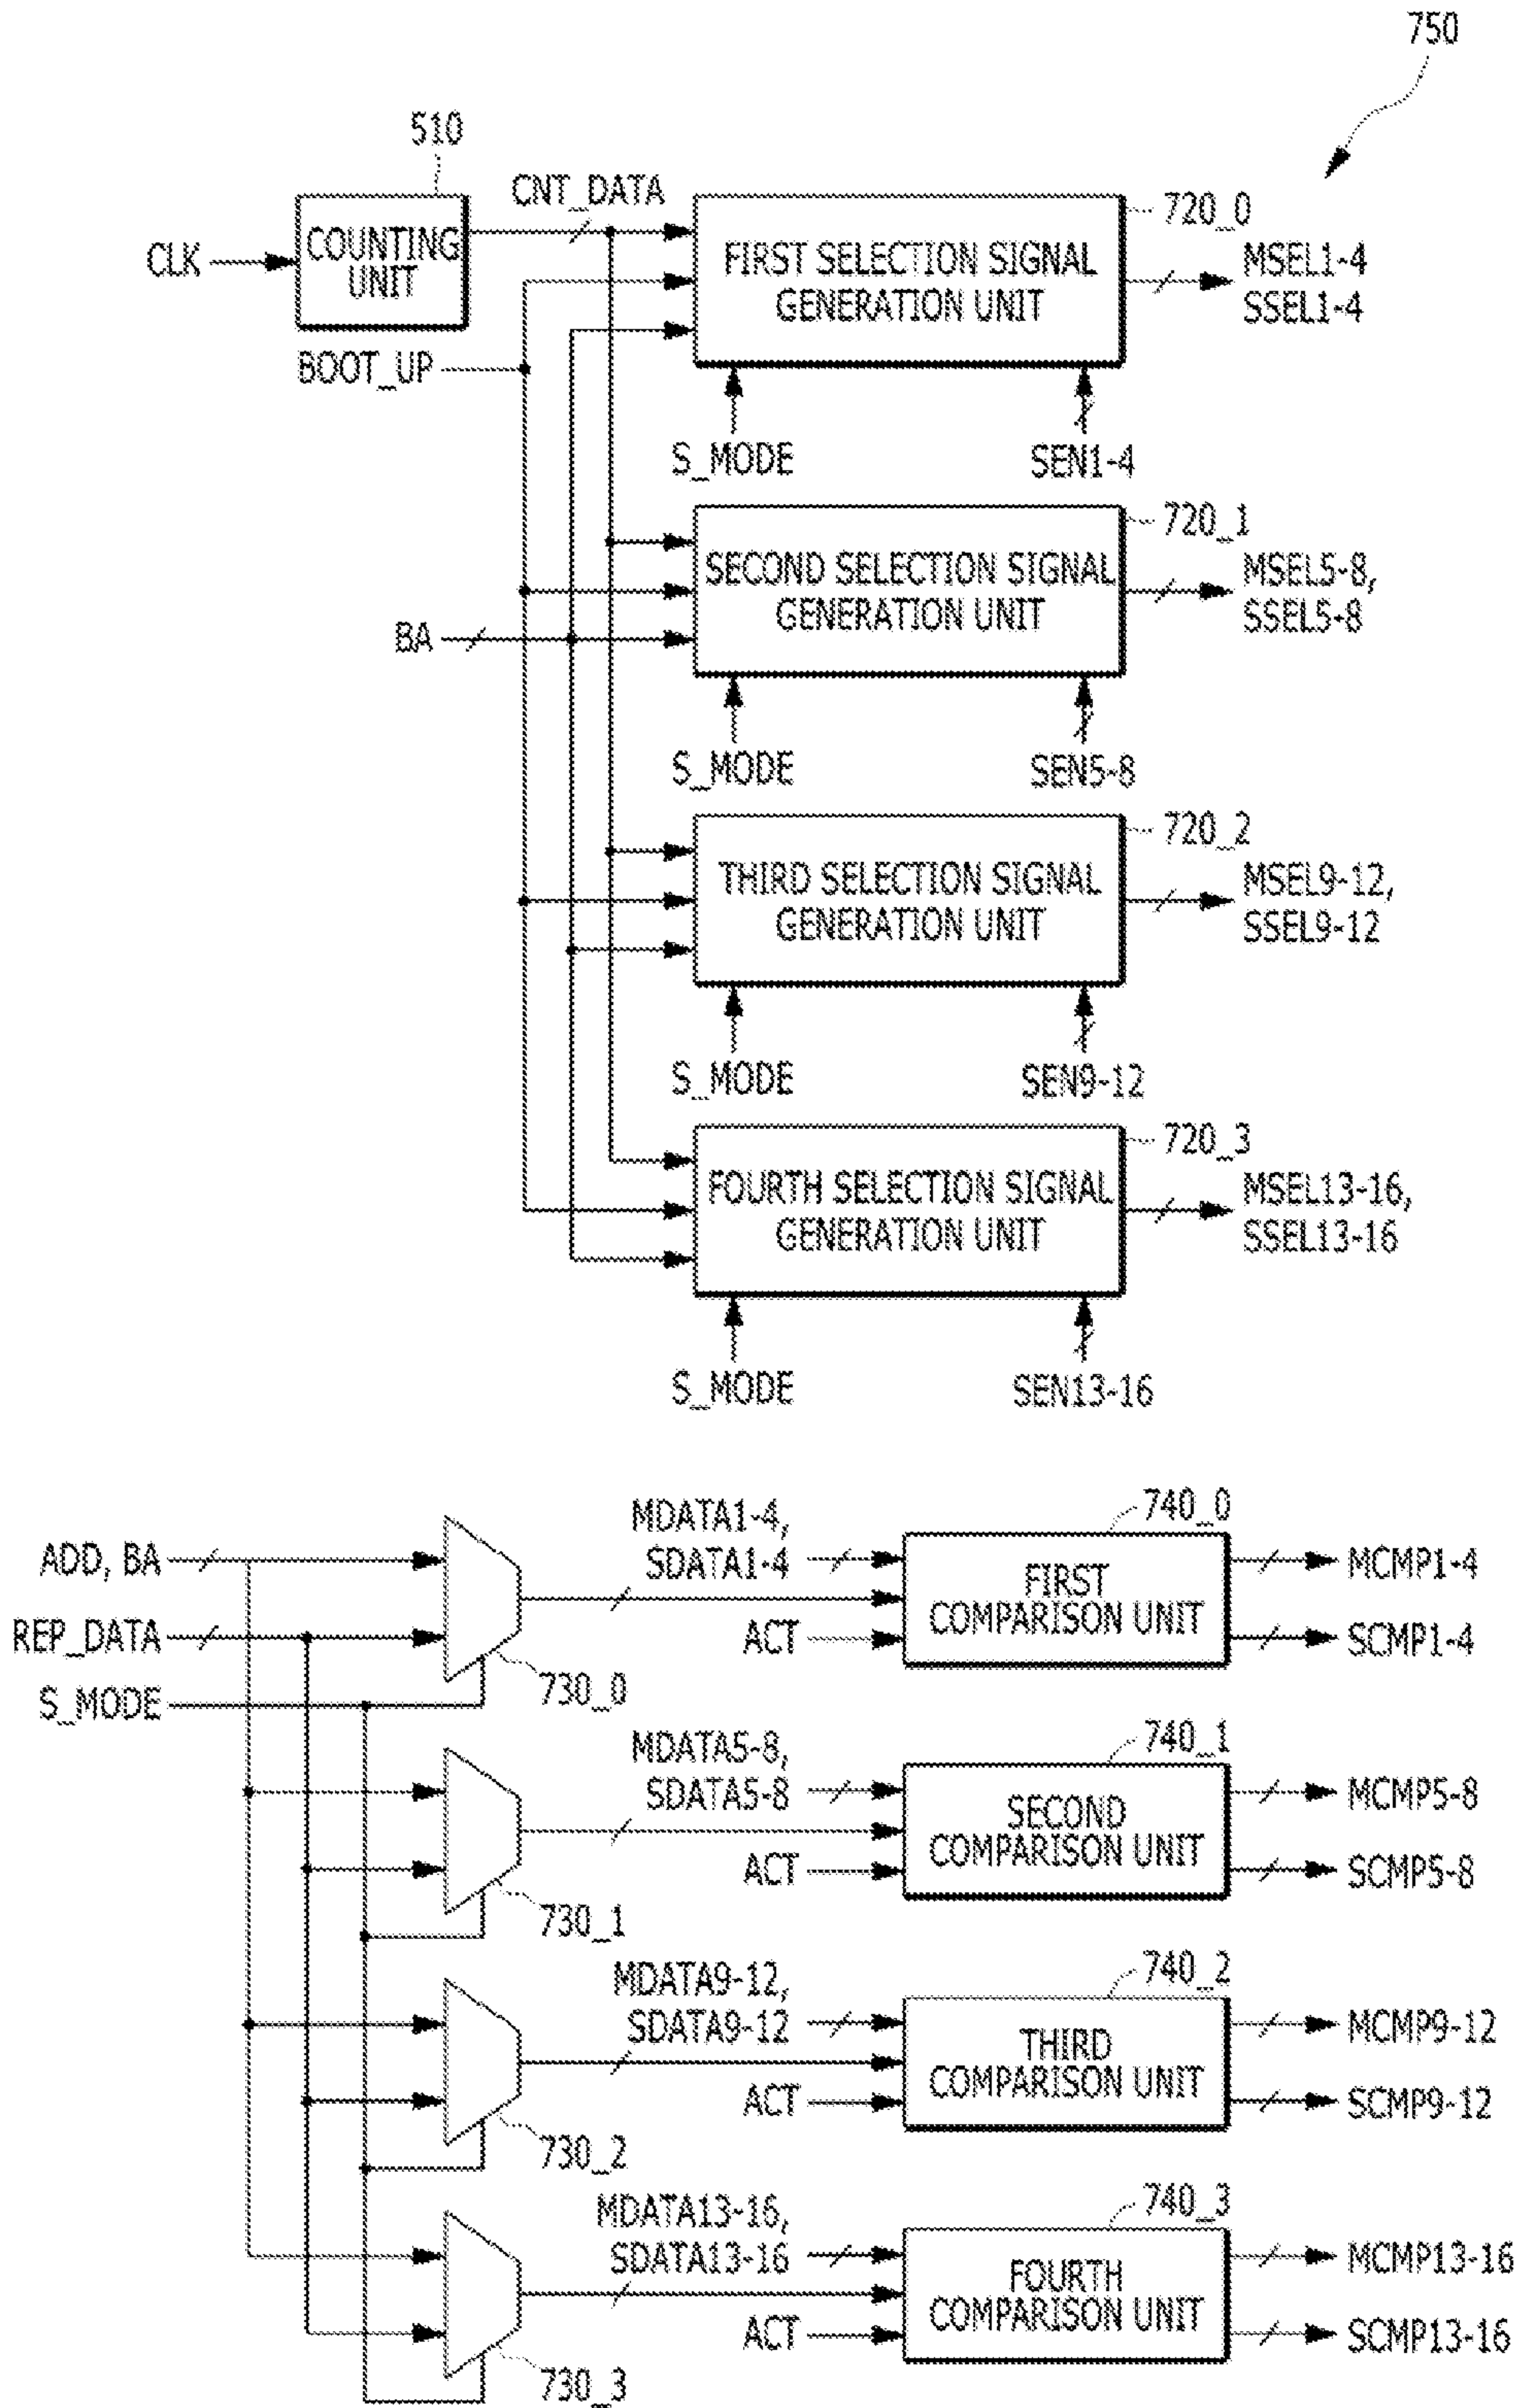 750
510
CNT_DATA
720_0
CLK
COUNTING
UNIT
FIRST SELECTION SIGNAL
GENERATION UNIT
MSEL1-4
SSEL1-4
BOOT_UP
S_MODE
SEN1-4
720_1
SECOND SELECTION SIGNAL
GENERATION UNIT
MSEL5-8,
SSEL5-8
BA
S_MODE
SEN5-8
720_2
THIRD SELECTION SIGNAL
GENERATION UNIT
MSEL9-12,
SSEL9-12
S_MODE
SEN9-12
720_3
FOURTH SELECTION SIGNAL
GENERATION UNIT
MSEL13-16,
SSEL13-16
S_MODE
SEN13-16
ADD, BA
REP_DATA
S_MODE
730_0
MDATA1-4,
SDATA1-4
ACT
740_0
FIRST
COMPARISON UNIT
MCMP1-4
SCMP1-4
730_1
MDATA5-8,
SDATA5-8
ACT
740_1
SECOND
COMPARISON UNIT
MCMP5-8
SCMP5-8
730_2
MDATA9-12,
SDATA9-12
ACT
740_2
THIRD
COMPARISON UNIT
MCMP9-12
SCMP9-12
730_3
MDATA13-16,
SDATA13-16
ACT
740_3
FOURTH
COMPARISON UNIT
MCMP13-16
SCMP13-16